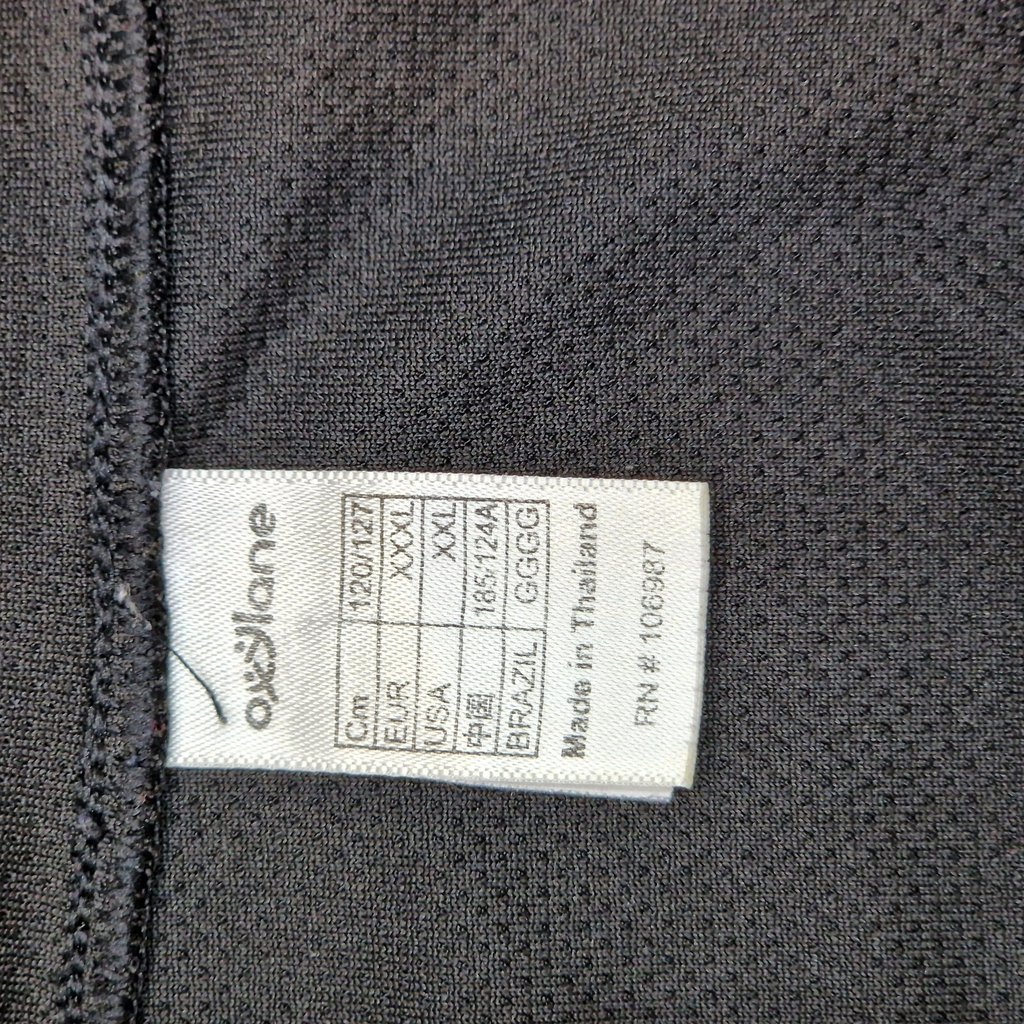 oxylane
Cm 120/127
EUR XXXL
USA XXL
中国 185/124A
BRAZIL GGGG
Made in Thailand
RN # 106987